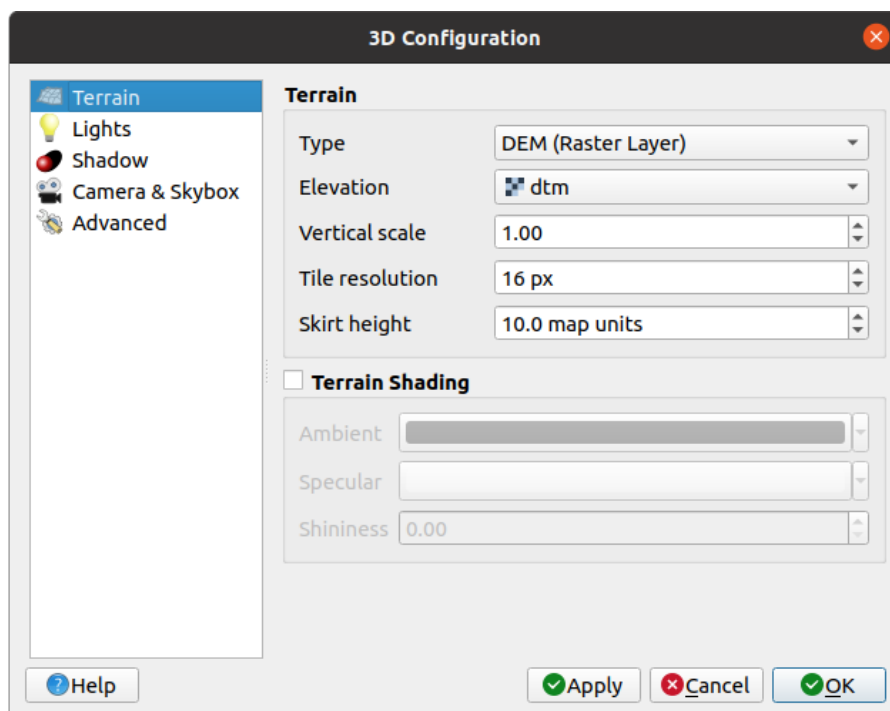 3D Configuration
Terrain
Lights
Shadow
Camera & Skybox
Advanced
Terrain
Type DEM (Raster Layer)
Elevation dtm
Vertical scale 1.00
Tile resolution 16 px
Skirt height 10.0 map units
Terrain Shading
Ambient
Specular
Shininess 0.00
Help Apply Cancel OK